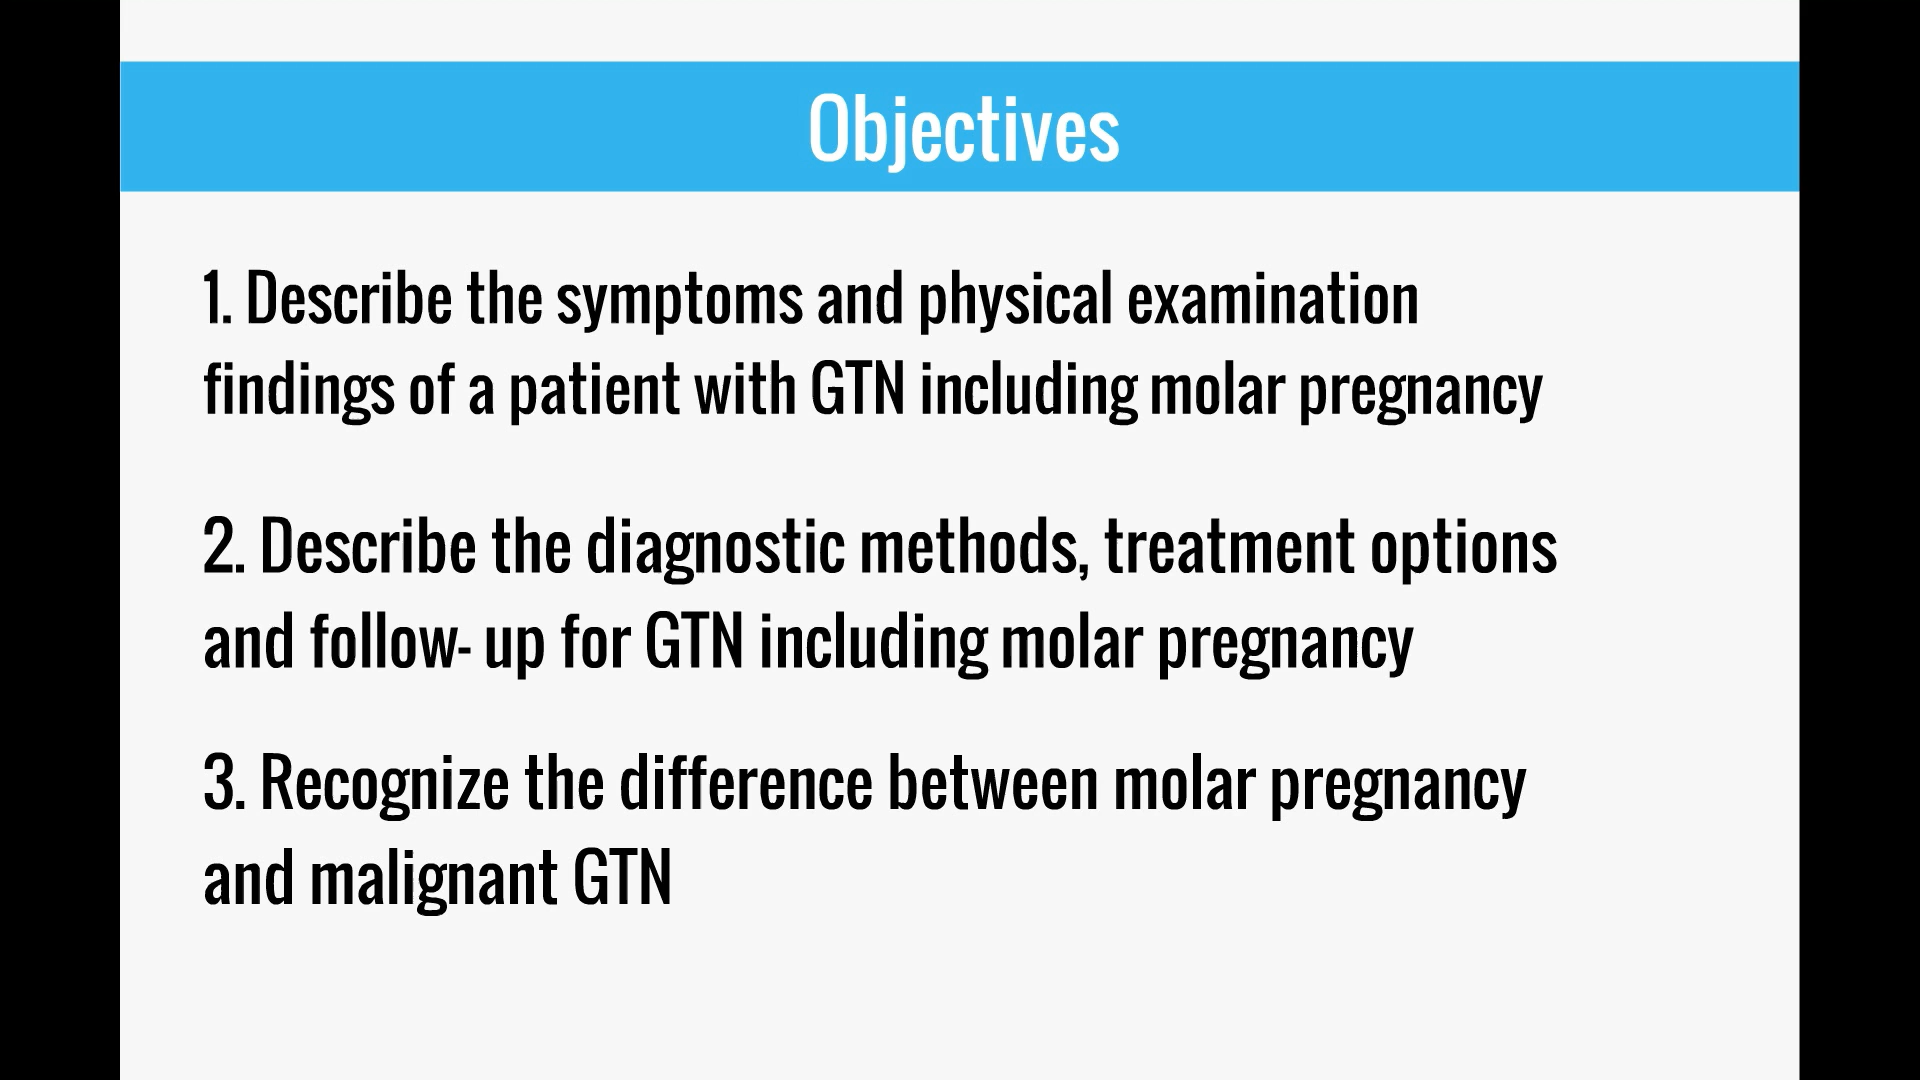 Objectives
1. Describe the symptoms and physical examination
findings of a patient with GTN including molar pregnancy
2. Describe the diagnostic methods, treatment options
and follow- up for GTN including molar pregnancy
3. Recognize the difference between molar pregnancy
and malignant GTN